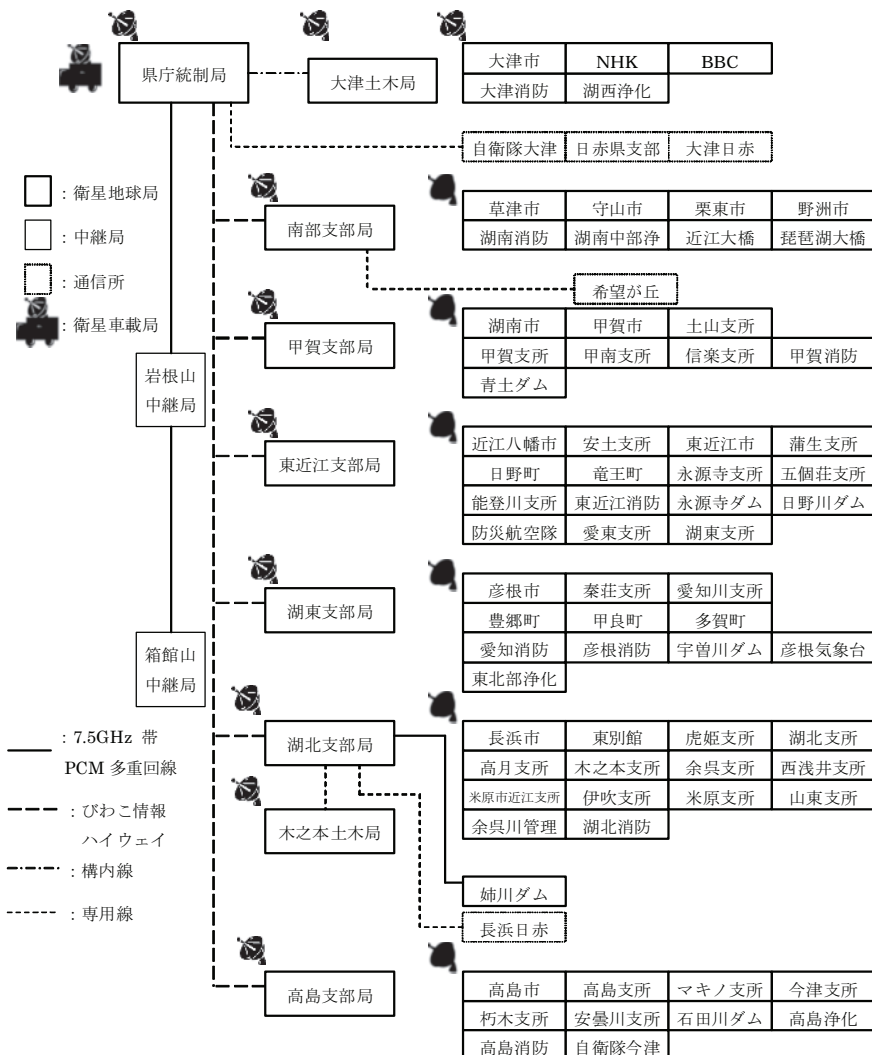 県庁統制局
大津土木局
大津市 NHK BBC
大津消防 湖西浄化
自衛隊大津 日赤県支部 大津日赤
：衛星地球局
：中継局
：通信所
：衛星車載局
南部支部局
草津市 守山市 栗東市 野洲市
湖南消防 湖南中部浄 近江大橋 琵琶湖大橋
希望が丘
甲賀支部局
湖南市 甲賀市 土山支所
甲賀支所 甲南支所 信楽支所 甲賀消防
青土ダム
岩根山
中継局
東近江支部局
近江八幡市 安土支所 東近江市 蒲生支所
日野町 竜王町 永源寺支所 五個荘支所
能登川支所 東近江消防 永源寺ダム 日野川ダム
防災航空隊 愛東支所 湖東支所
湖東支部局
彦根市 秦荘支所 愛知川支所
豊郷町 甲良町 多賀町
愛知消防 彦根消防 宇曽川ダム 彦根気象台
東北部浄化
箱館山
中継局
湖北支部局
長浜市 東別館 虎姫支所 湖北支所
高月支所 木之本支所 余呉支所 西浅井支所
米原市近江支所 伊吹支所 米原支所 山東支所
余呉川管理 湖北消防
木之本土木局
姉川ダム
長浜日赤
：7.5GHz 帯
PCM 多重回線
：びわこ情報
ハイウェイ
：構内線
：専用線
高島支部局
高島市 高島支所 マキノ支所 今津支所
朽木支所 安曇川支所 石田川ダム 高島浄化
高島消防 自衛隊今津